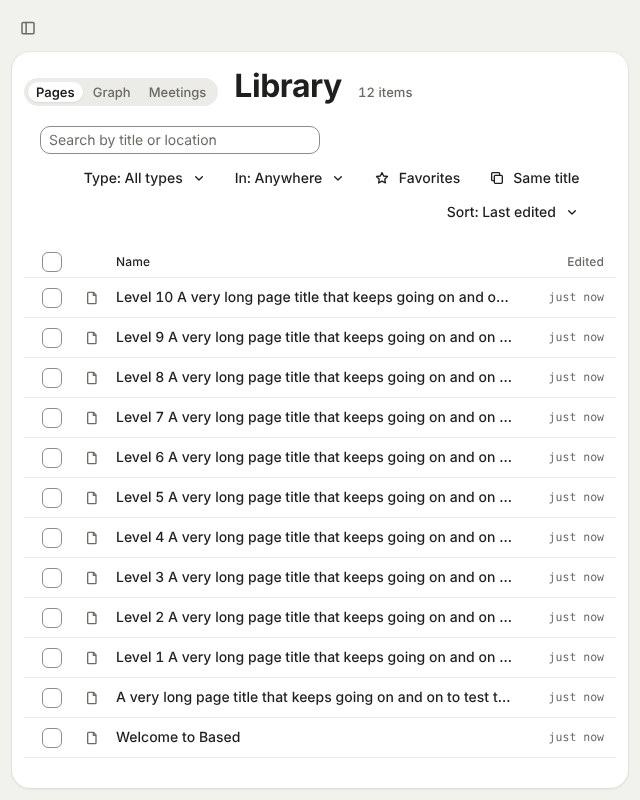 Pages Graph Meetings Library 12 items
Search by title or location
Type: All types In: Anywhere Favorites Same title
Sort: Last edited
Name Edited
Level 10 A very long page title that keeps going on and o... just now
Level 9 A very long page title that keeps going on and on ... just now
Level 8 A very long page title that keeps going on and on ... just now
Level 7 A very long page title that keeps going on and on ... just now
Level 6 A very long page title that keeps going on and on ... just now
Level 5 A very long page title that keeps going on and on ... just now
Level 4 A very long page title that keeps going on and on ... just now
Level 3 A very long page title that keeps going on and on ... just now
Level 2 A very long page title that keeps going on and on ... just now
Level 1 A very long page title that keeps going on and on ... just now
A very long page title that keeps going on and on to test t... just now
Welcome to Based just now